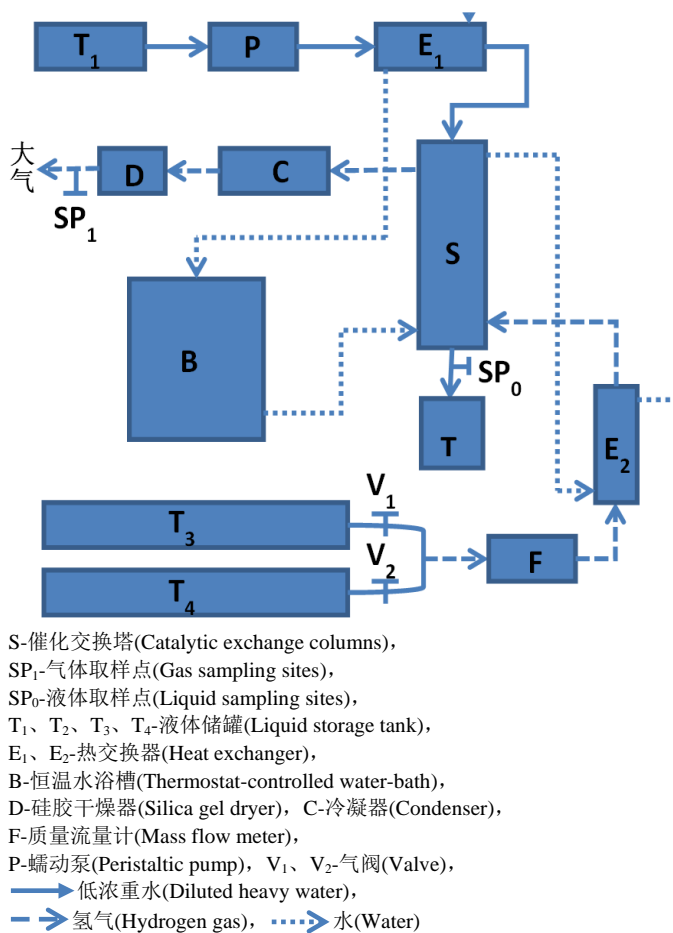 T₁
P
E₁
大气
D
C
SP₁
S
B
SP₀
T
E₂
V₁
T₃
V₂
F
T₄
S-催化交换塔(Catalytic exchange columns)，
SP₁-气体取样点(Gas sampling sites)，
SP₀-液体取样点(Liquid sampling sites)，
T₁、T₂、T₃、T₄-液体储罐(Liquid storage tank)，
E₁、E₂-热交换器(Heat exchanger)，
B-恒温水浴槽(Thermostat-controlled water-bath)，
D-硅胶干燥器(Silica gel dryer)，C-冷凝器(Condenser)，
F-质量流量计(Mass flow meter)，
P-蠕动泵(Peristaltic pump)，V₁、V₂-气阀(Valve)，
低浓重水(Diluted heavy water)，
氢气(Hydrogen gas)，水(Water)